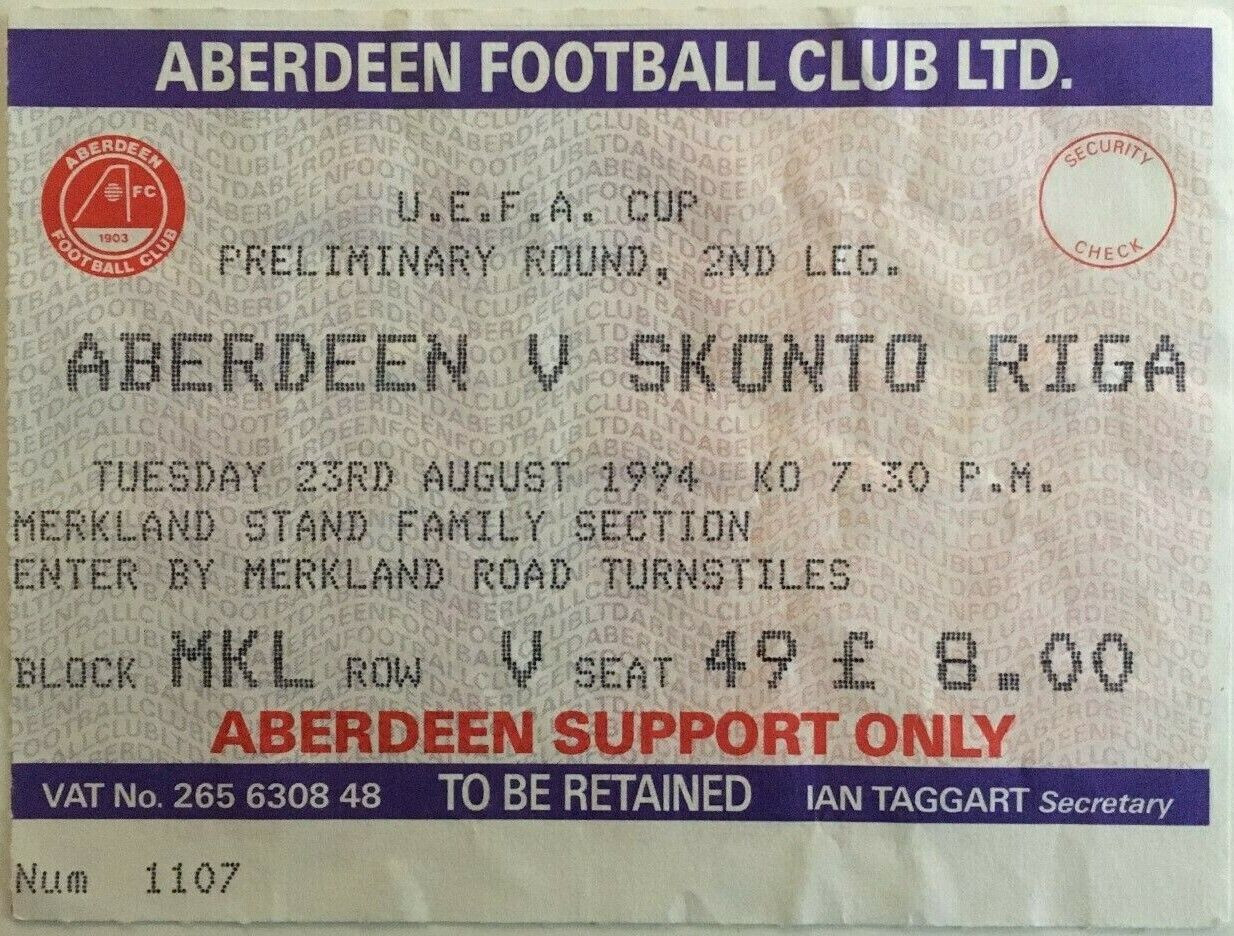 ABERDEEN FOOTBALL CLUB LTD.
ABERDEEN
FC
1903
FOOTBALL CLUB
SECURITY
CHECK
U.E.F.A. CUP
PRELIMINARY ROUND, 2ND LEG.
ABERDEEN V SKONTO RIGA
TUESDAY 23RD AUGUST 1994 KO 7.30 P.M.
MERKLAND STAND FAMILY SECTION
ENTER BY MERKLAND ROAD TURNSTILES
BLOCK MKL ROW V SEAT 49 £ 8.00
ABERDEEN SUPPORT ONLY
VAT No. 265 6308 48 TO BE RETAINED IAN TAGGART Secretary
Num 1107